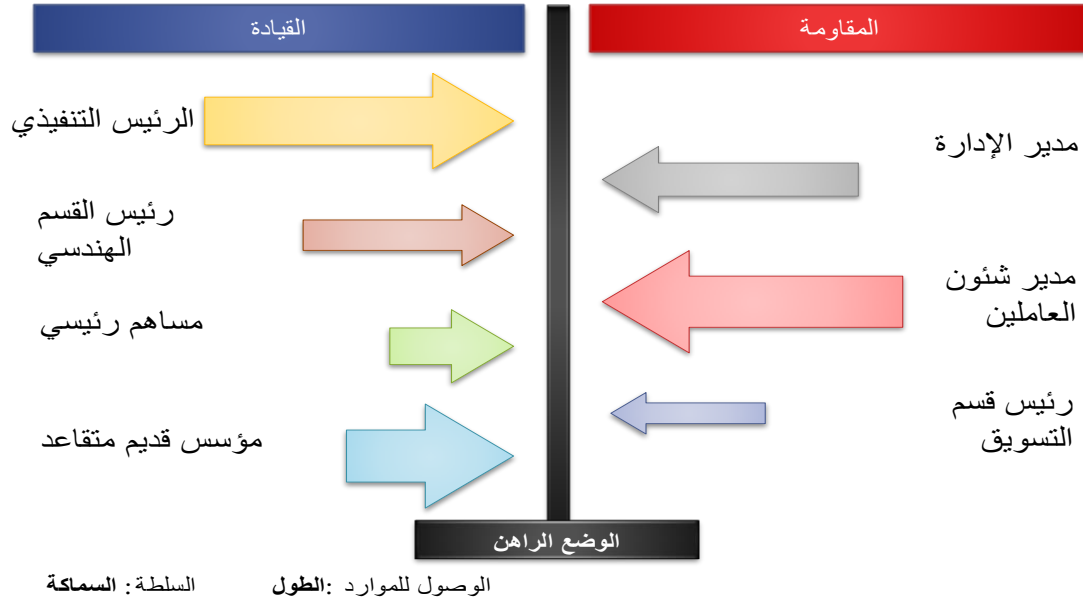 المقاومة
القيادة
مدير الإدارة
مدير شئون
العاملين
رئيس قسم
التسويق
الرئيس التنفيذي
رئيس القسم
الهندسي
مساهم رئيسي
مؤسس قديم متقاعد
الوضع الراهن
الطول: الوصول للموارد
السماكة: السلطة